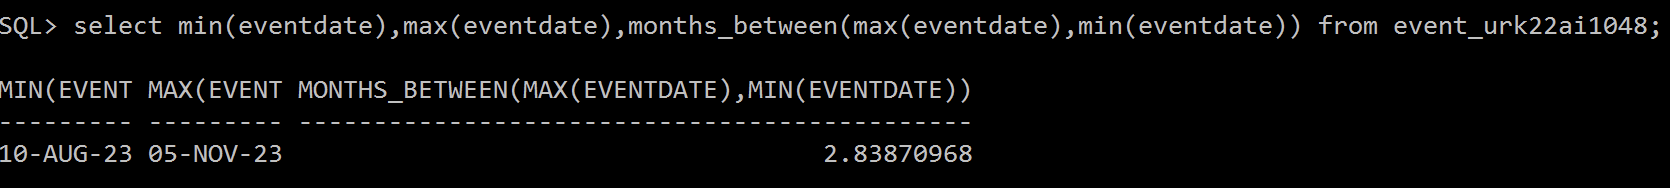 SQL> select min(eventdate),max(eventdate),months_between(max(eventdate),min(eventdate)) from event_urk22ai1048;
MIN(EVENT MAX(EVENT MONTHS_BETWEEN(MAX(EVENTDATE),MIN(EVENTDATE))
--------- --------- ---------------------------------------------
10-AUG-23 05-NOV-23                                    2.83870968